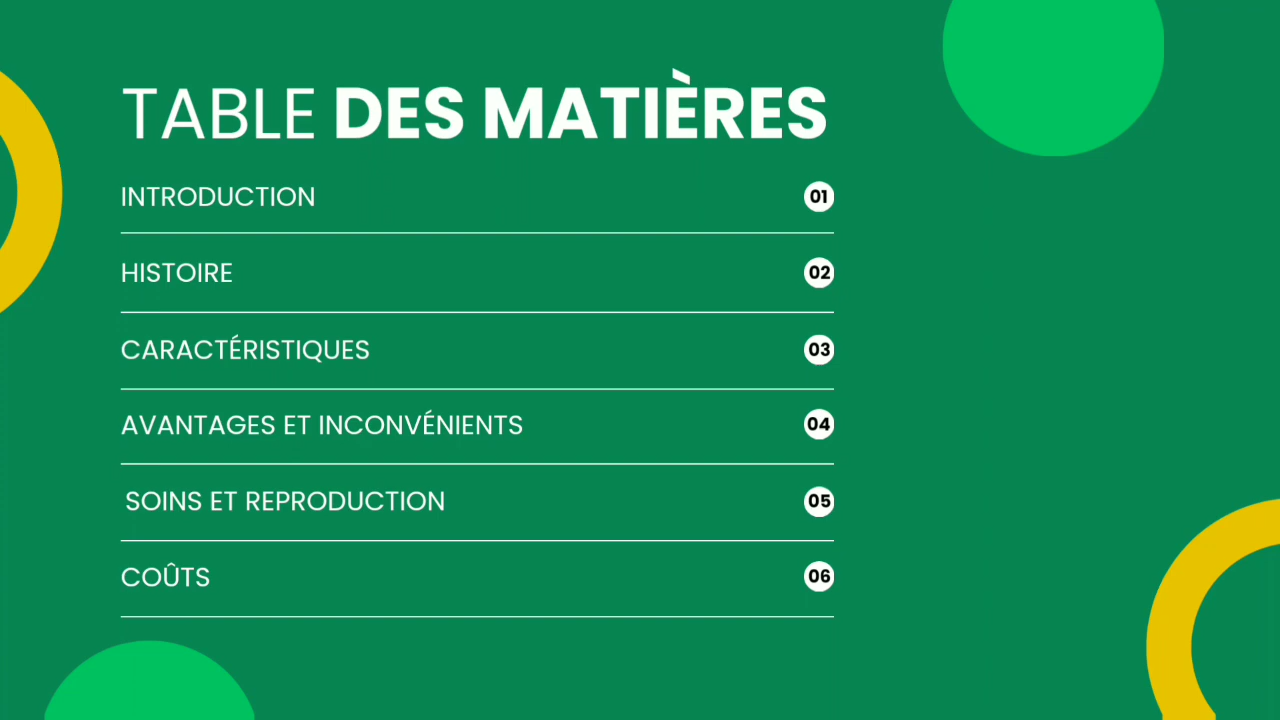 TABLE DES MATIÈRES
INTRODUCTION 01
HISTOIRE 02
CARACTÉRISTIQUES 03
AVANTAGES ET INCONVÉNIENTS 04
SOINS ET REPRODUCTION 05
COÛTS 06